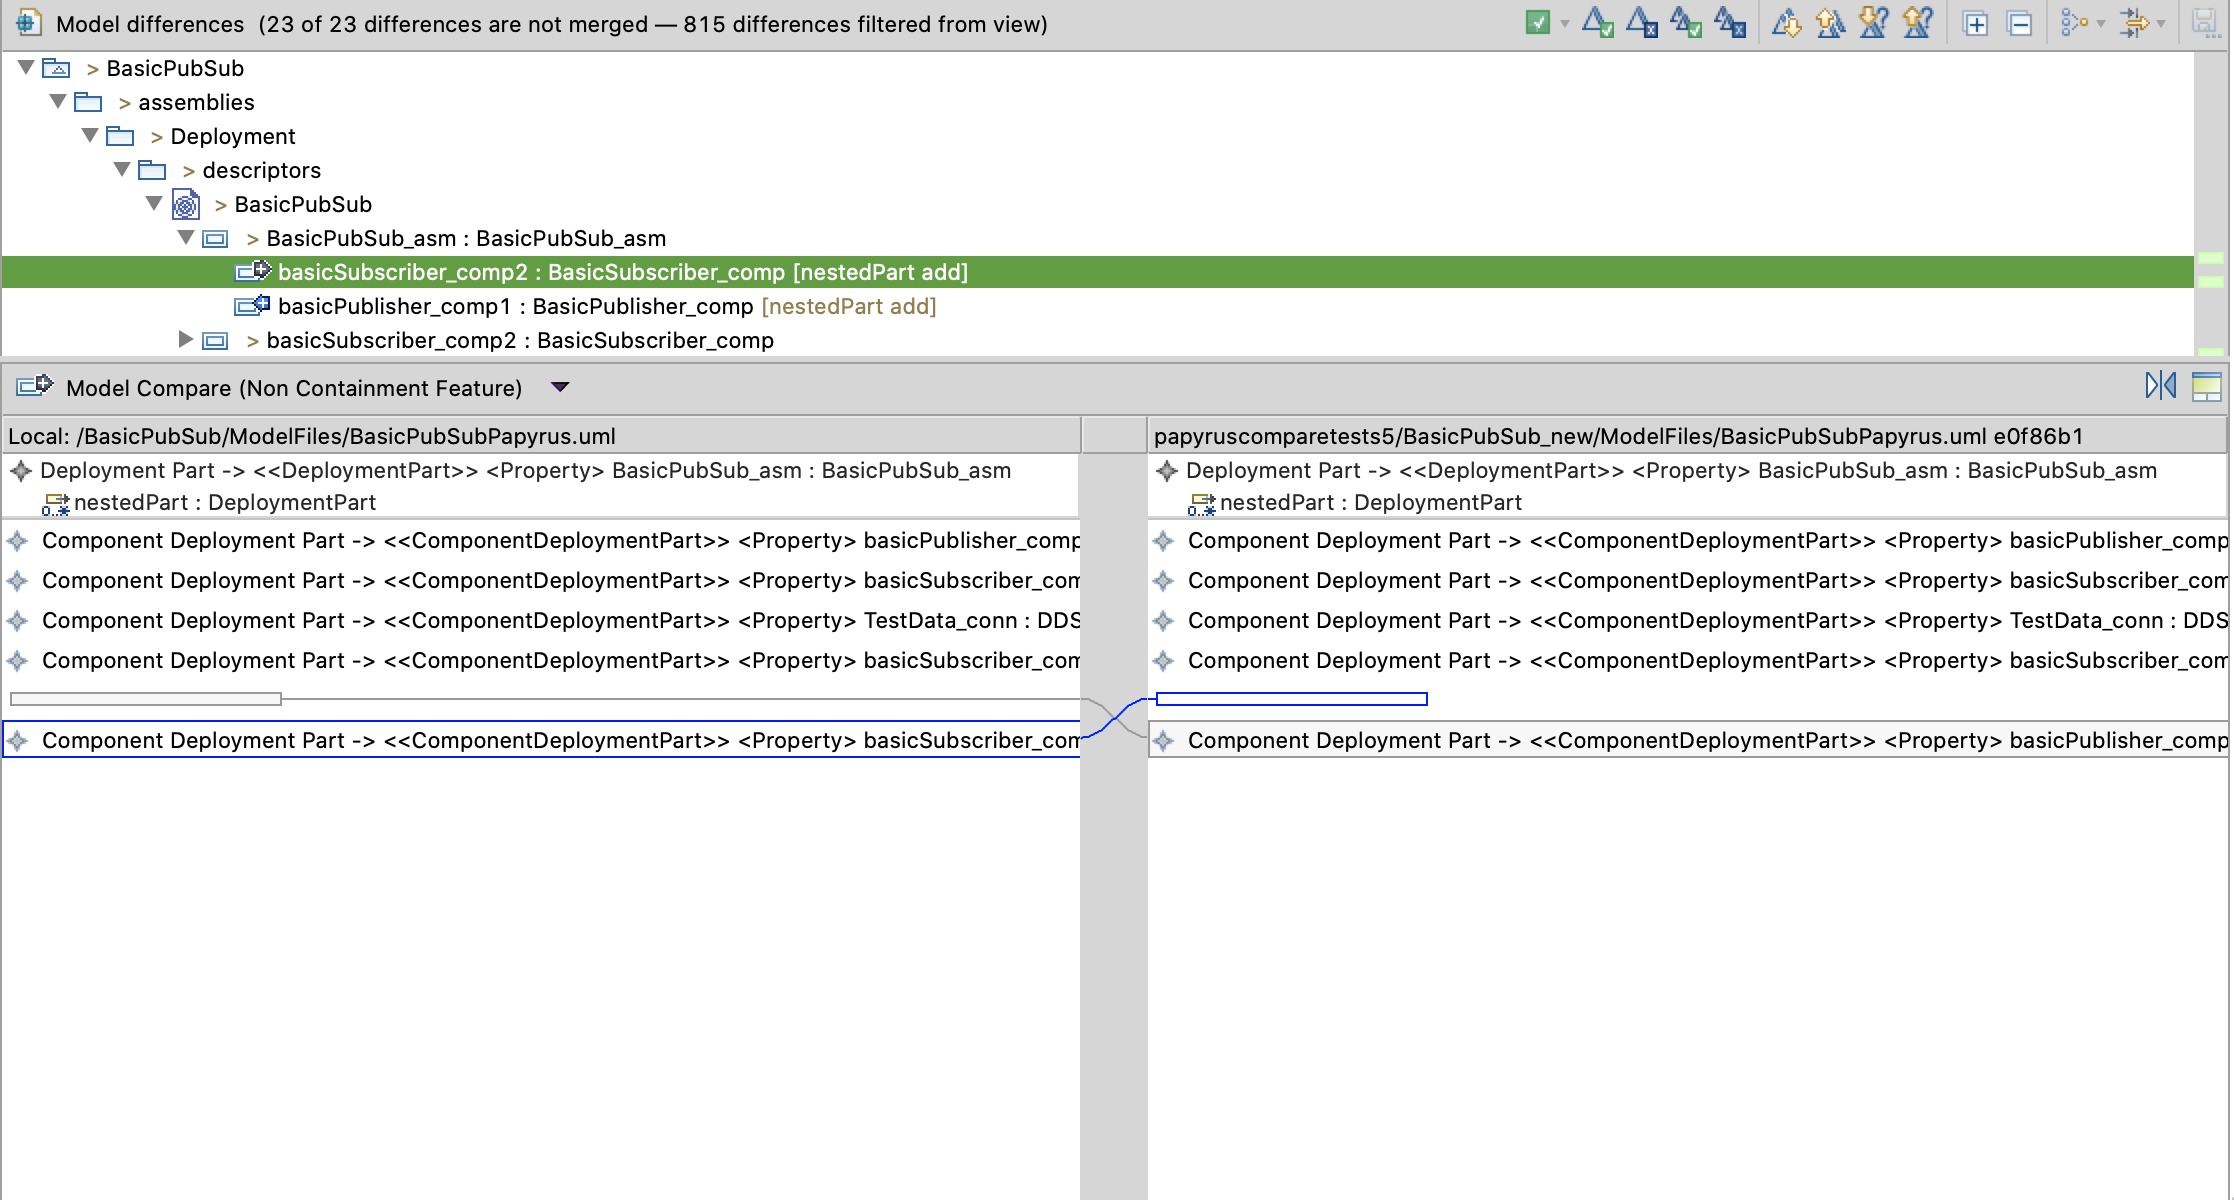 Model differences (23 of 23 differences are not merged — 815 differences filtered from view)
> BasicPubSub
> assemblies
> Deployment
> descriptors
> BasicPubSub
> BasicPubSub_asm : BasicPubSub_asm
basicSubscriber_comp2 : BasicSubscriber_comp [nestedPart add]
basicPublisher_comp1 : BasicPublisher_comp [nestedPart add]
> basicSubscriber_comp2 : BasicSubscriber_comp
Model Compare (Non Containment Feature)
Local: /BasicPubSub/ModelFiles/BasicPubSubPapyrus.uml
Deployment Part -> <<DeploymentPart>> <Property> BasicPubSub_asm : BasicPubSub_asm
nestedPart : DeploymentPart
Component Deployment Part -> <<ComponentDeploymentPart>> <Property> basicPublisher_comp
Component Deployment Part -> <<ComponentDeploymentPart>> <Property> basicSubscriber_com
Component Deployment Part -> <<ComponentDeploymentPart>> <Property> TestData_conn : DDS
Component Deployment Part -> <<ComponentDeploymentPart>> <Property> basicSubscriber_com
Component Deployment Part -> <<ComponentDeploymentPart>> <Property> basicSubscriber_com
papyruscomparetests5/BasicPubSub_new/ModelFiles/BasicPubSubPapyrus.uml e0f86b1
Deployment Part -> <<DeploymentPart>> <Property> BasicPubSub_asm : BasicPubSub_asm
nestedPart : DeploymentPart
Component Deployment Part -> <<ComponentDeploymentPart>> <Property> basicPublisher_comp
Component Deployment Part -> <<ComponentDeploymentPart>> <Property> basicSubscriber_com
Component Deployment Part -> <<ComponentDeploymentPart>> <Property> TestData_conn : DDS
Component Deployment Part -> <<ComponentDeploymentPart>> <Property> basicSubscriber_com
Component Deployment Part -> <<ComponentDeploymentPart>> <Property> basicPublisher_comp